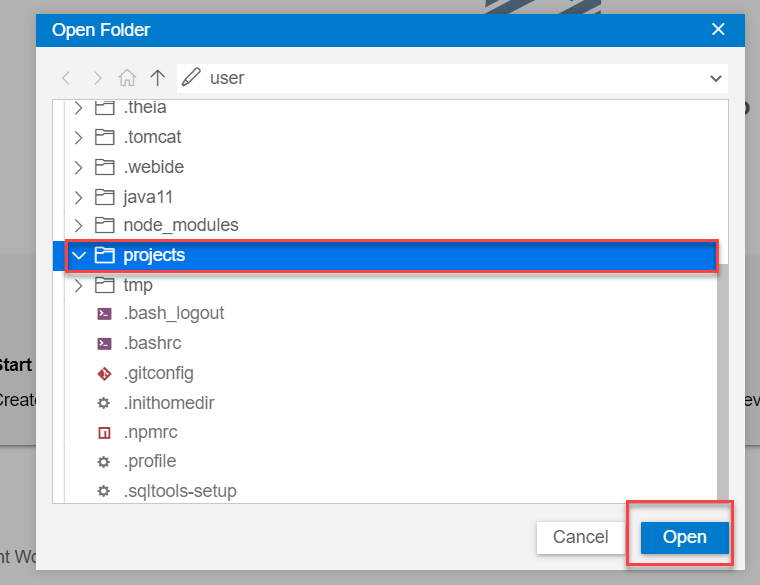 Open Folder
user
.theia
.tomcat
.webide
java11
node_modules
projects
tmp
.bash_logout
.bashrc
.gitconfig
.inithomedir
.npmrc
.profile
.sqltools-setup
Start
Create
Cancel
Open